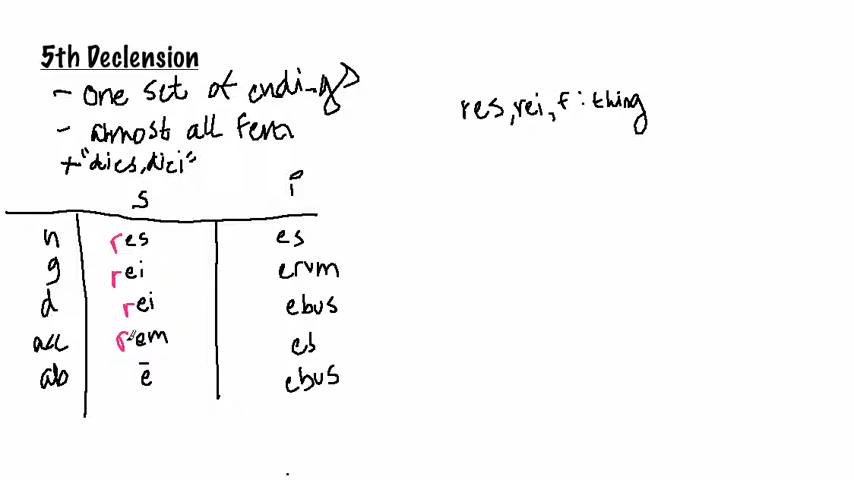 5th Declension
- one set of endings
- almost all fem
+ "dies, diei"
res, rei, f : thing
s p
n res es
g rei erum
d rei ebus
acc rem es
ab ē ebus